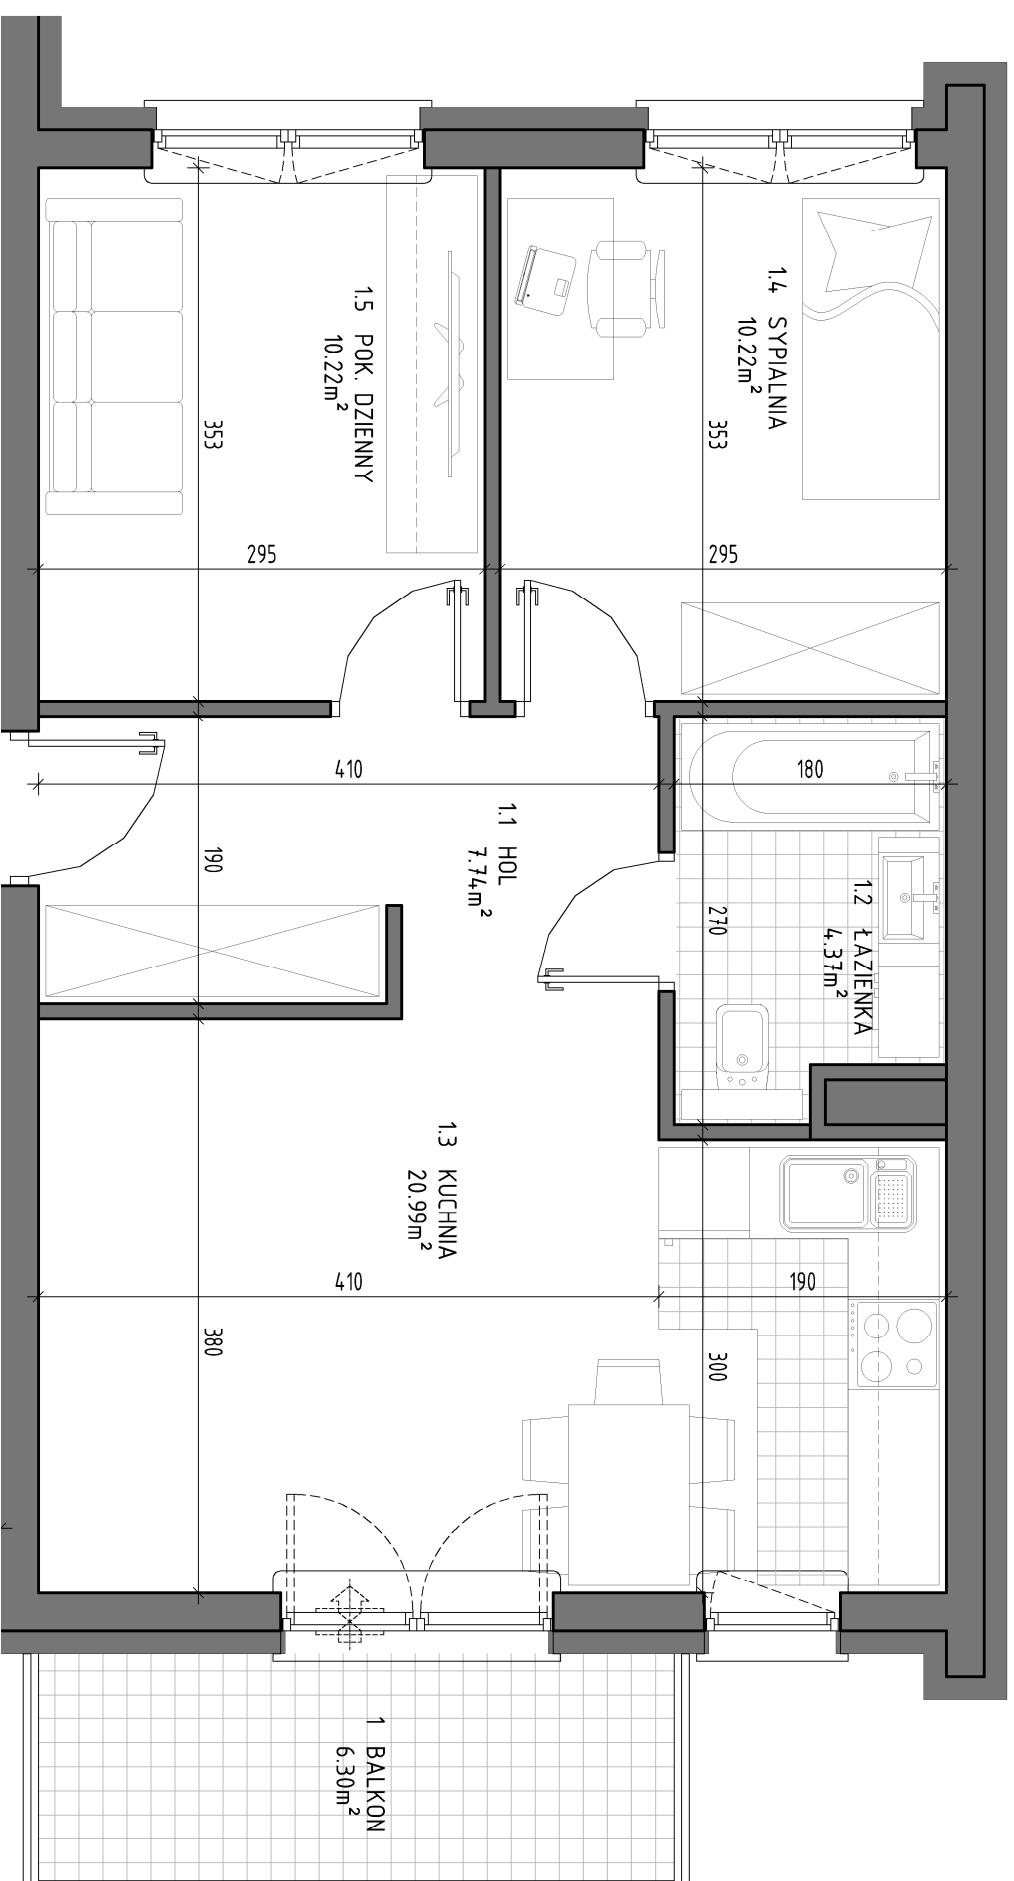 1.5 POK. DZIENNY
10.22m²
1.4 SYPIALNIA
10.22m²
353
353
295
295
410
180
1.1 HOL
7.74m²
190
270
1.2 ŁAZIENKA
4.37m²
1.3 KUCHNIA
20.99m²
410
190
380
300
1 BALKON
6.30m²